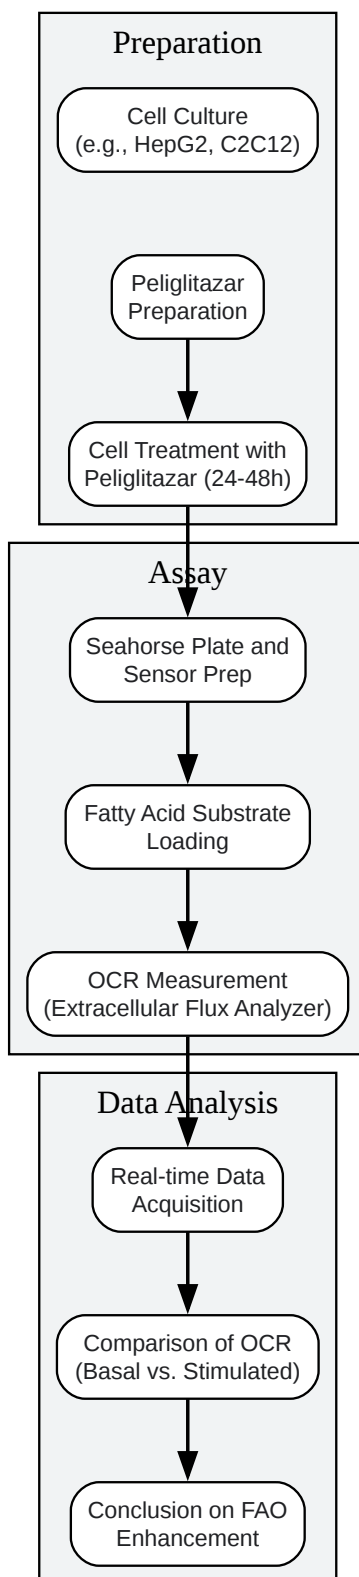 Preparation
Cell Culture
(e.g., HepG2, C2C12)
Peliglitazar
Preparation
Cell Treatment with
Peliglitazar (24-48h)
Assay
Seahorse Plate and
Sensor Prep
Fatty Acid Substrate
Loading
OCR Measurement
(Extracellular Flux Analyzer)
Data Analysis
Real-time Data
Acquisition
Comparison of OCR
(Basal vs. Stimulated)
Conclusion on FAO
Enhancement